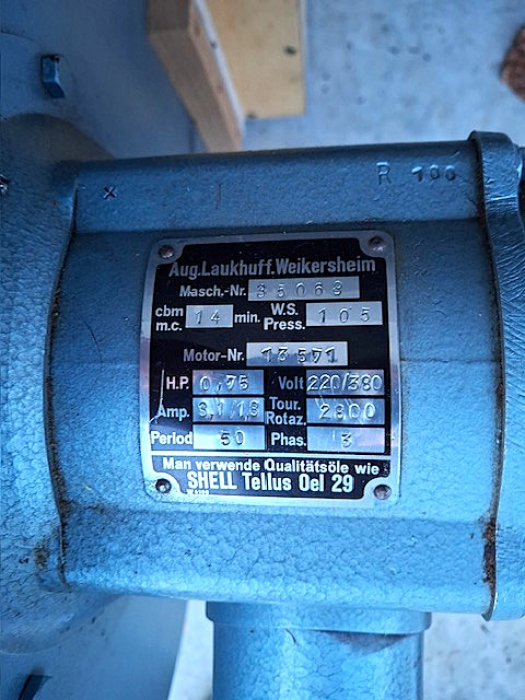 R 100
x
Aug. Laukhuff. Weikersheim
Masch.-Nr. 35063
cbm m.c. 14 min. W.S. Press. 105
Motor-Nr. 13571
H.P. 0,75 Volt 220/380
Amp. 3,1/1,8 Tour. Rotaz. 2800
Period 50 Phas. 3
Man verwende Qualitätsöle wie
SHELL Tellus Oel 29